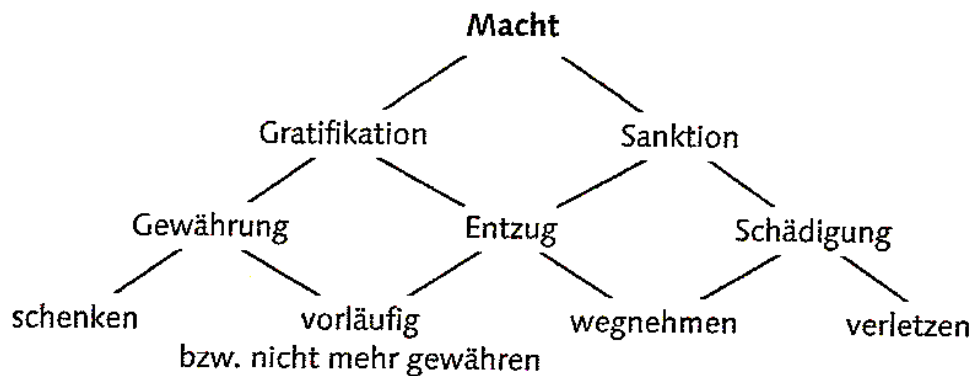 Macht
Gratifikation Sanktion
Gewährung Entzug Schädigung
schenken vorläufig wegnehmen verletzen
bzw. nicht mehr gewähren